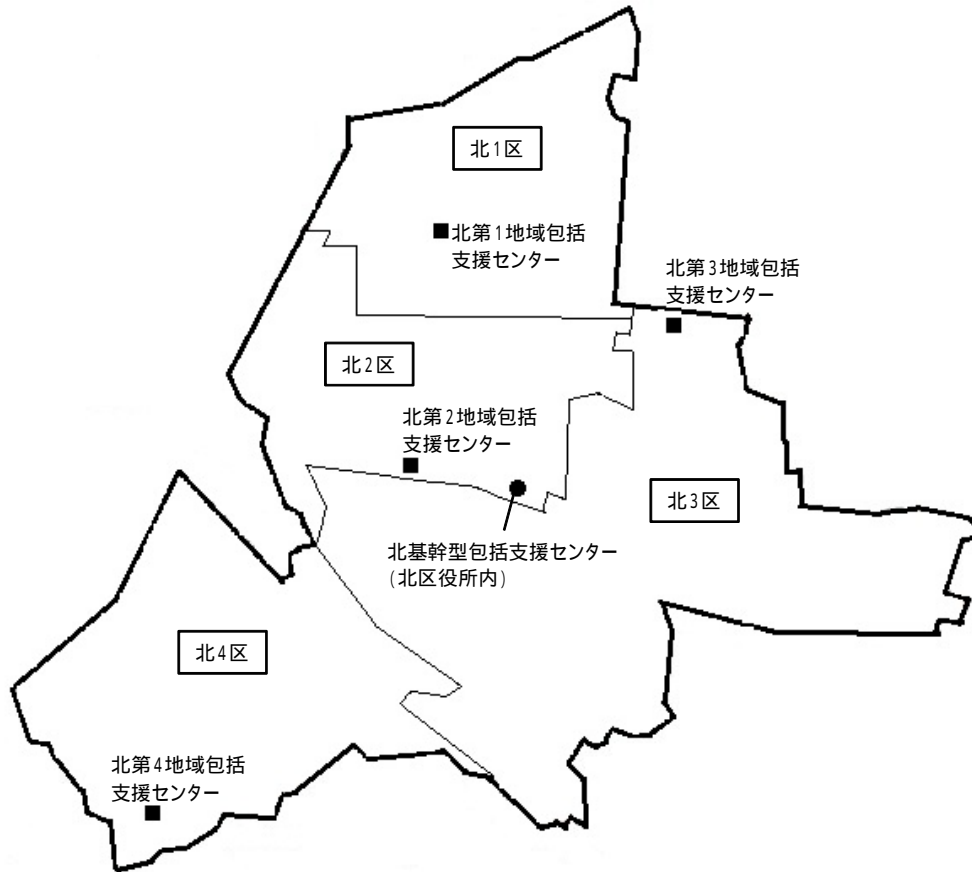 北1区
北第1地域包括
支援センター
北第3地域包括
支援センター
北2区
北第2地域包括
支援センター
北3区
北基幹型包括支援センター
(北区役所内)
北4区
北第4地域包括
支援センター